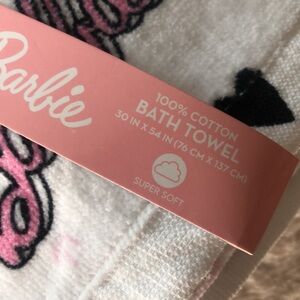 Barbie
100% COTTON
BATH TOWEL
30 IN X 54 IN (76 CM X 137 CM)
SUPER SOFT